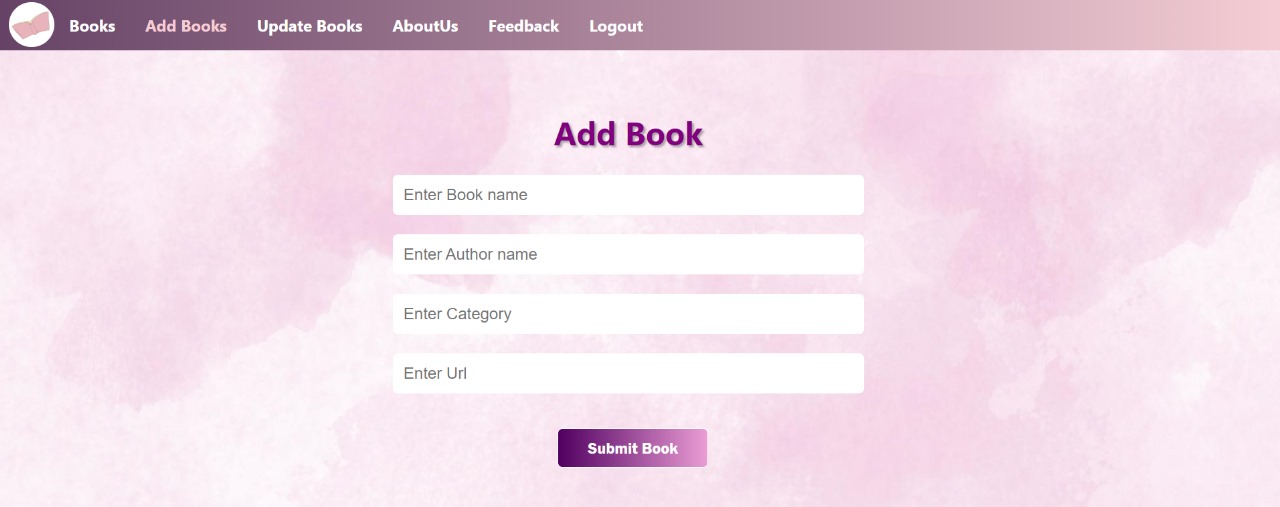 Books Add Books Update Books AboutUs Feedback Logout
Add Book
Enter Book name
Enter Author name
Enter Category
Enter Url
Submit Book